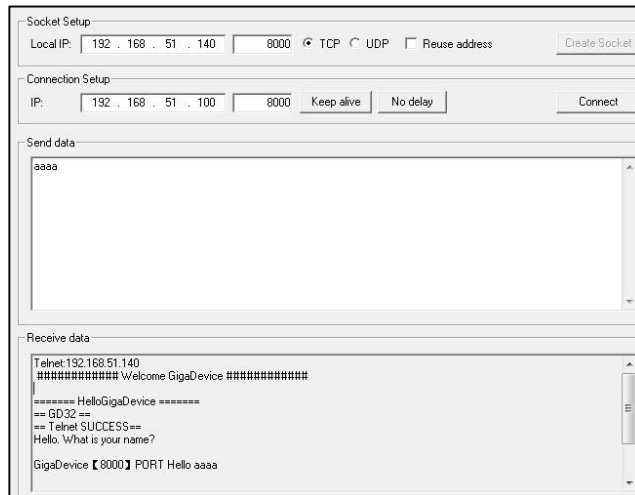 Socket Setup
Local IP: 192 . 168 . 51 . 140 8000 TCP UDP Reuse address Create Socket
Connection Setup
IP: 192 . 168 . 51 . 100 8000 Keep alive No delay Connect
Send data
aaaa
Receive data
Telnet:192.168.51.140
############ Welcome GigaDevice ############
======= HelloGigaDevice =======
== GD32 ==
== Telnet SUCCESS==
Hello. What is your name?
GigaDevice【8000】PORT Hello aaaa